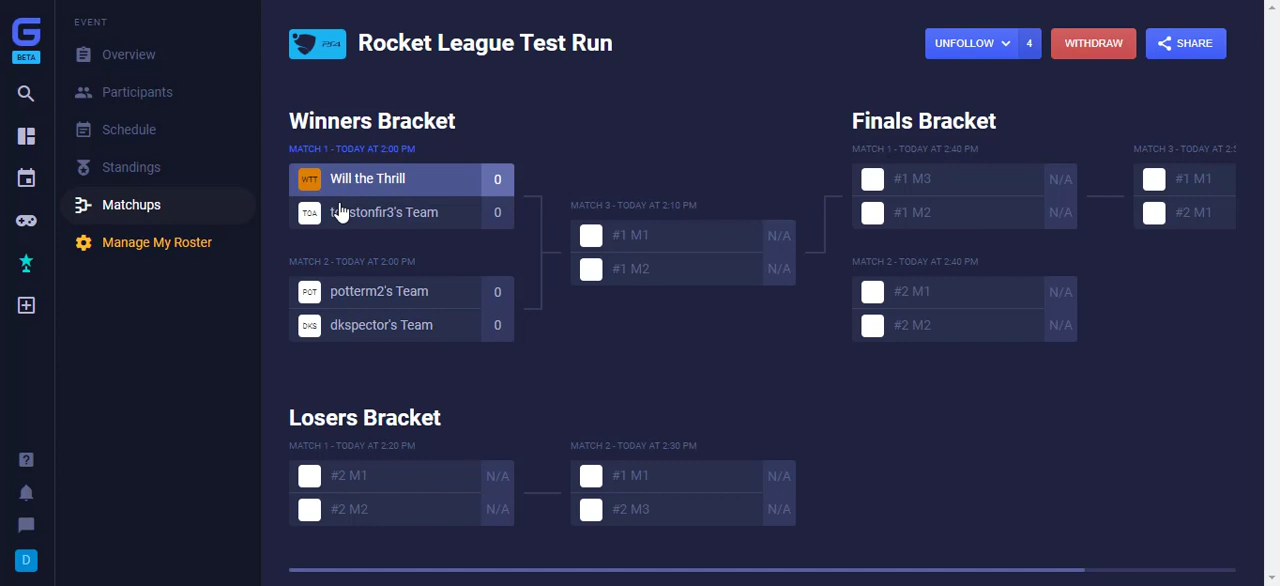 BETA
EVENT
Overview
Participants
Schedule
Standings
Matchups
Manage My Roster
D
PS4
Rocket League Test Run
UNFOLLOW 4
WITHDRAW
SHARE
Winners Bracket
MATCH 1 - TODAY AT 2:00 PM
WTT Will the Thrill 0
TOA stonfir3's Team 0
MATCH 2 - TODAY AT 2:00 PM
POT potterm2's Team 0
DKS dkspector's Team 0
MATCH 3 - TODAY AT 2:10 PM
#1 M1 N/A
#1 M2 N/A
Finals Bracket
MATCH 1 - TODAY AT 2:40 PM
#1 M3 N/A
#1 M2 N/A
MATCH 2 - TODAY AT 2:40 PM
#2 M1 N/A
#2 M2 N/A
MATCH 3 - TODAY AT 2:5
#1 M1
#2 M1
Losers Bracket
MATCH 1 - TODAY AT 2:20 PM
#2 M1 N/A
#2 M2 N/A
MATCH 2 - TODAY AT 2:30 PM
#1 M1 N/A
#2 M3 N/A